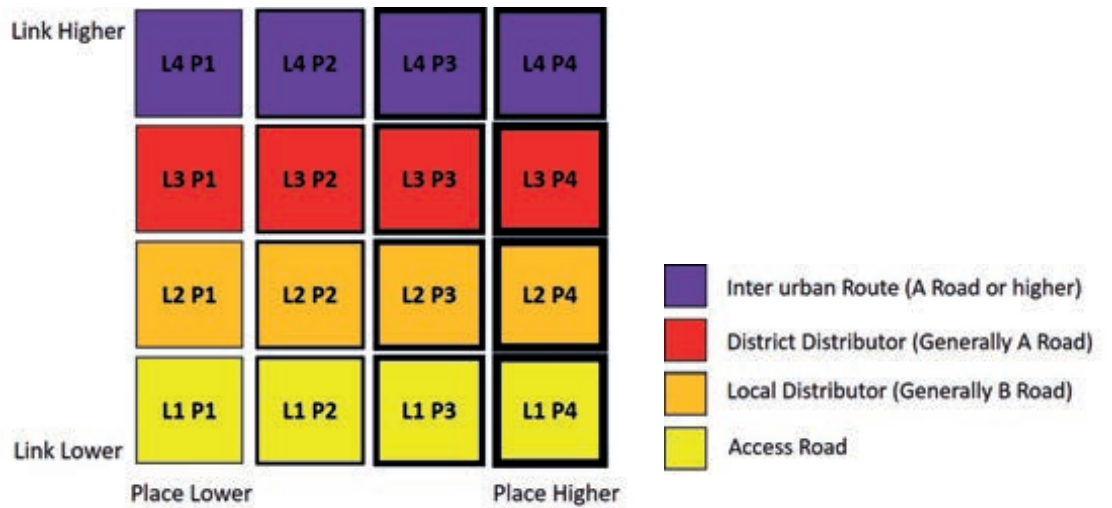 Link Higher
L4 P1 L4 P2 L4 P3 L4 P4
L3 P1 L3 P2 L3 P3 L3 P4
L2 P1 L2 P2 L2 P3 L2 P4
L1 P1 L1 P2 L1 P3 L1 P4
Link Lower
Place Lower
Place Higher
Inter urban Route (A Road or higher)
District Distributor (Generally A Road)
Local Distributor (Generally B Road)
Access Road